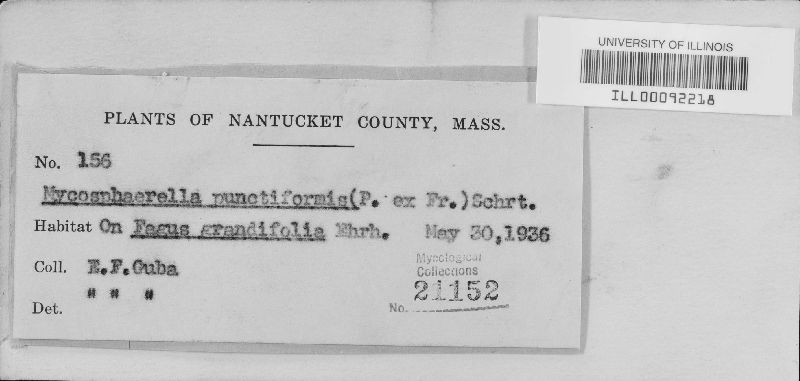 UNIVERSITY OF ILLINOIS
ILL00092218
PLANTS OF NANTUCKET COUNTY, MASS.
No. 156
Mycosphaerella punctiformis(P. ex Fr.)Schrt.
Habitat On Fagus grandifolia Ehrh. May 30,1936
Coll. E.F.Guba
Det. " " "
Mycological
Collections
No. 21152